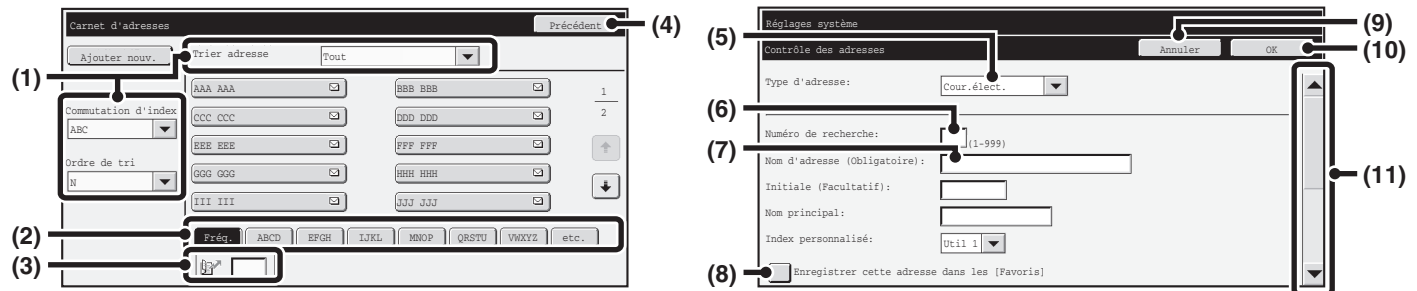 Carnet d'adresses
Précédent
(4)
Ajouter nouv.
Trier adresse
Tout
(1)
Commutation d'index
ABC
Ordre de tri
N
AAA AAA
BBB BBB
CCC CCC
DDD DDD
EEE EEE
FFF FFF
GGG GGG
HHH HHH
III III
JJJ JJJ
1
2
(2)
Fréq.
ABCD
EFGH
IJKL
MNOP
QRSTU
VWXYZ
etc.
(3)
Réglages système
(9)
(5)
Contrôle des adresses
Annuler
OK
(10)
Type d'adresse:
Cour.élect.
(6)
Numéro de recherche:
(1-999)
(7)
Nom d'adresse (Obligatoire):
Initiale (Facultatif):
(11)
Nom principal:
Index personnalisé:
Util 1
(8)
Enregistrer cette adresse dans les [Favoris]